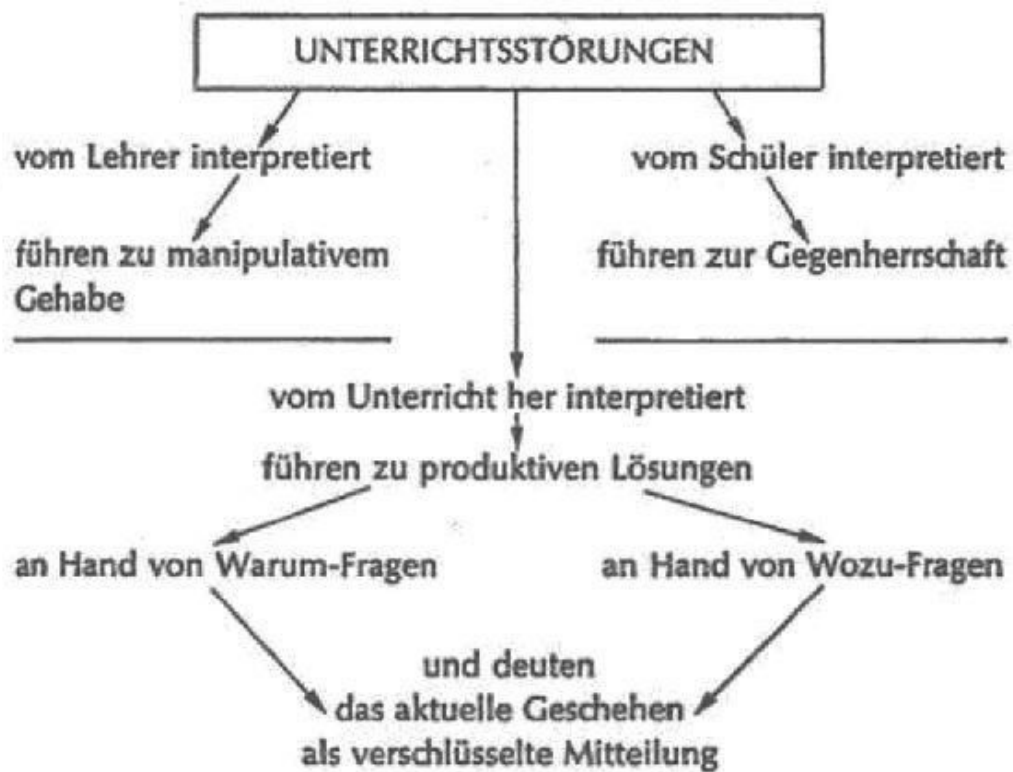 UNTERRICHTSSTÖRUNGEN
vom Lehrer interpretiert
vom Schüler interpretiert
führen zu manipulativem
Gehabe
führen zur Gegenherrschaft
vom Unterricht her interpretiert
führen zu produktiven Lösungen
an Hand von Warum-Fragen
an Hand von Wozu-Fragen
und deuten
das aktuelle Geschehen
als verschlüsselte Mitteilung